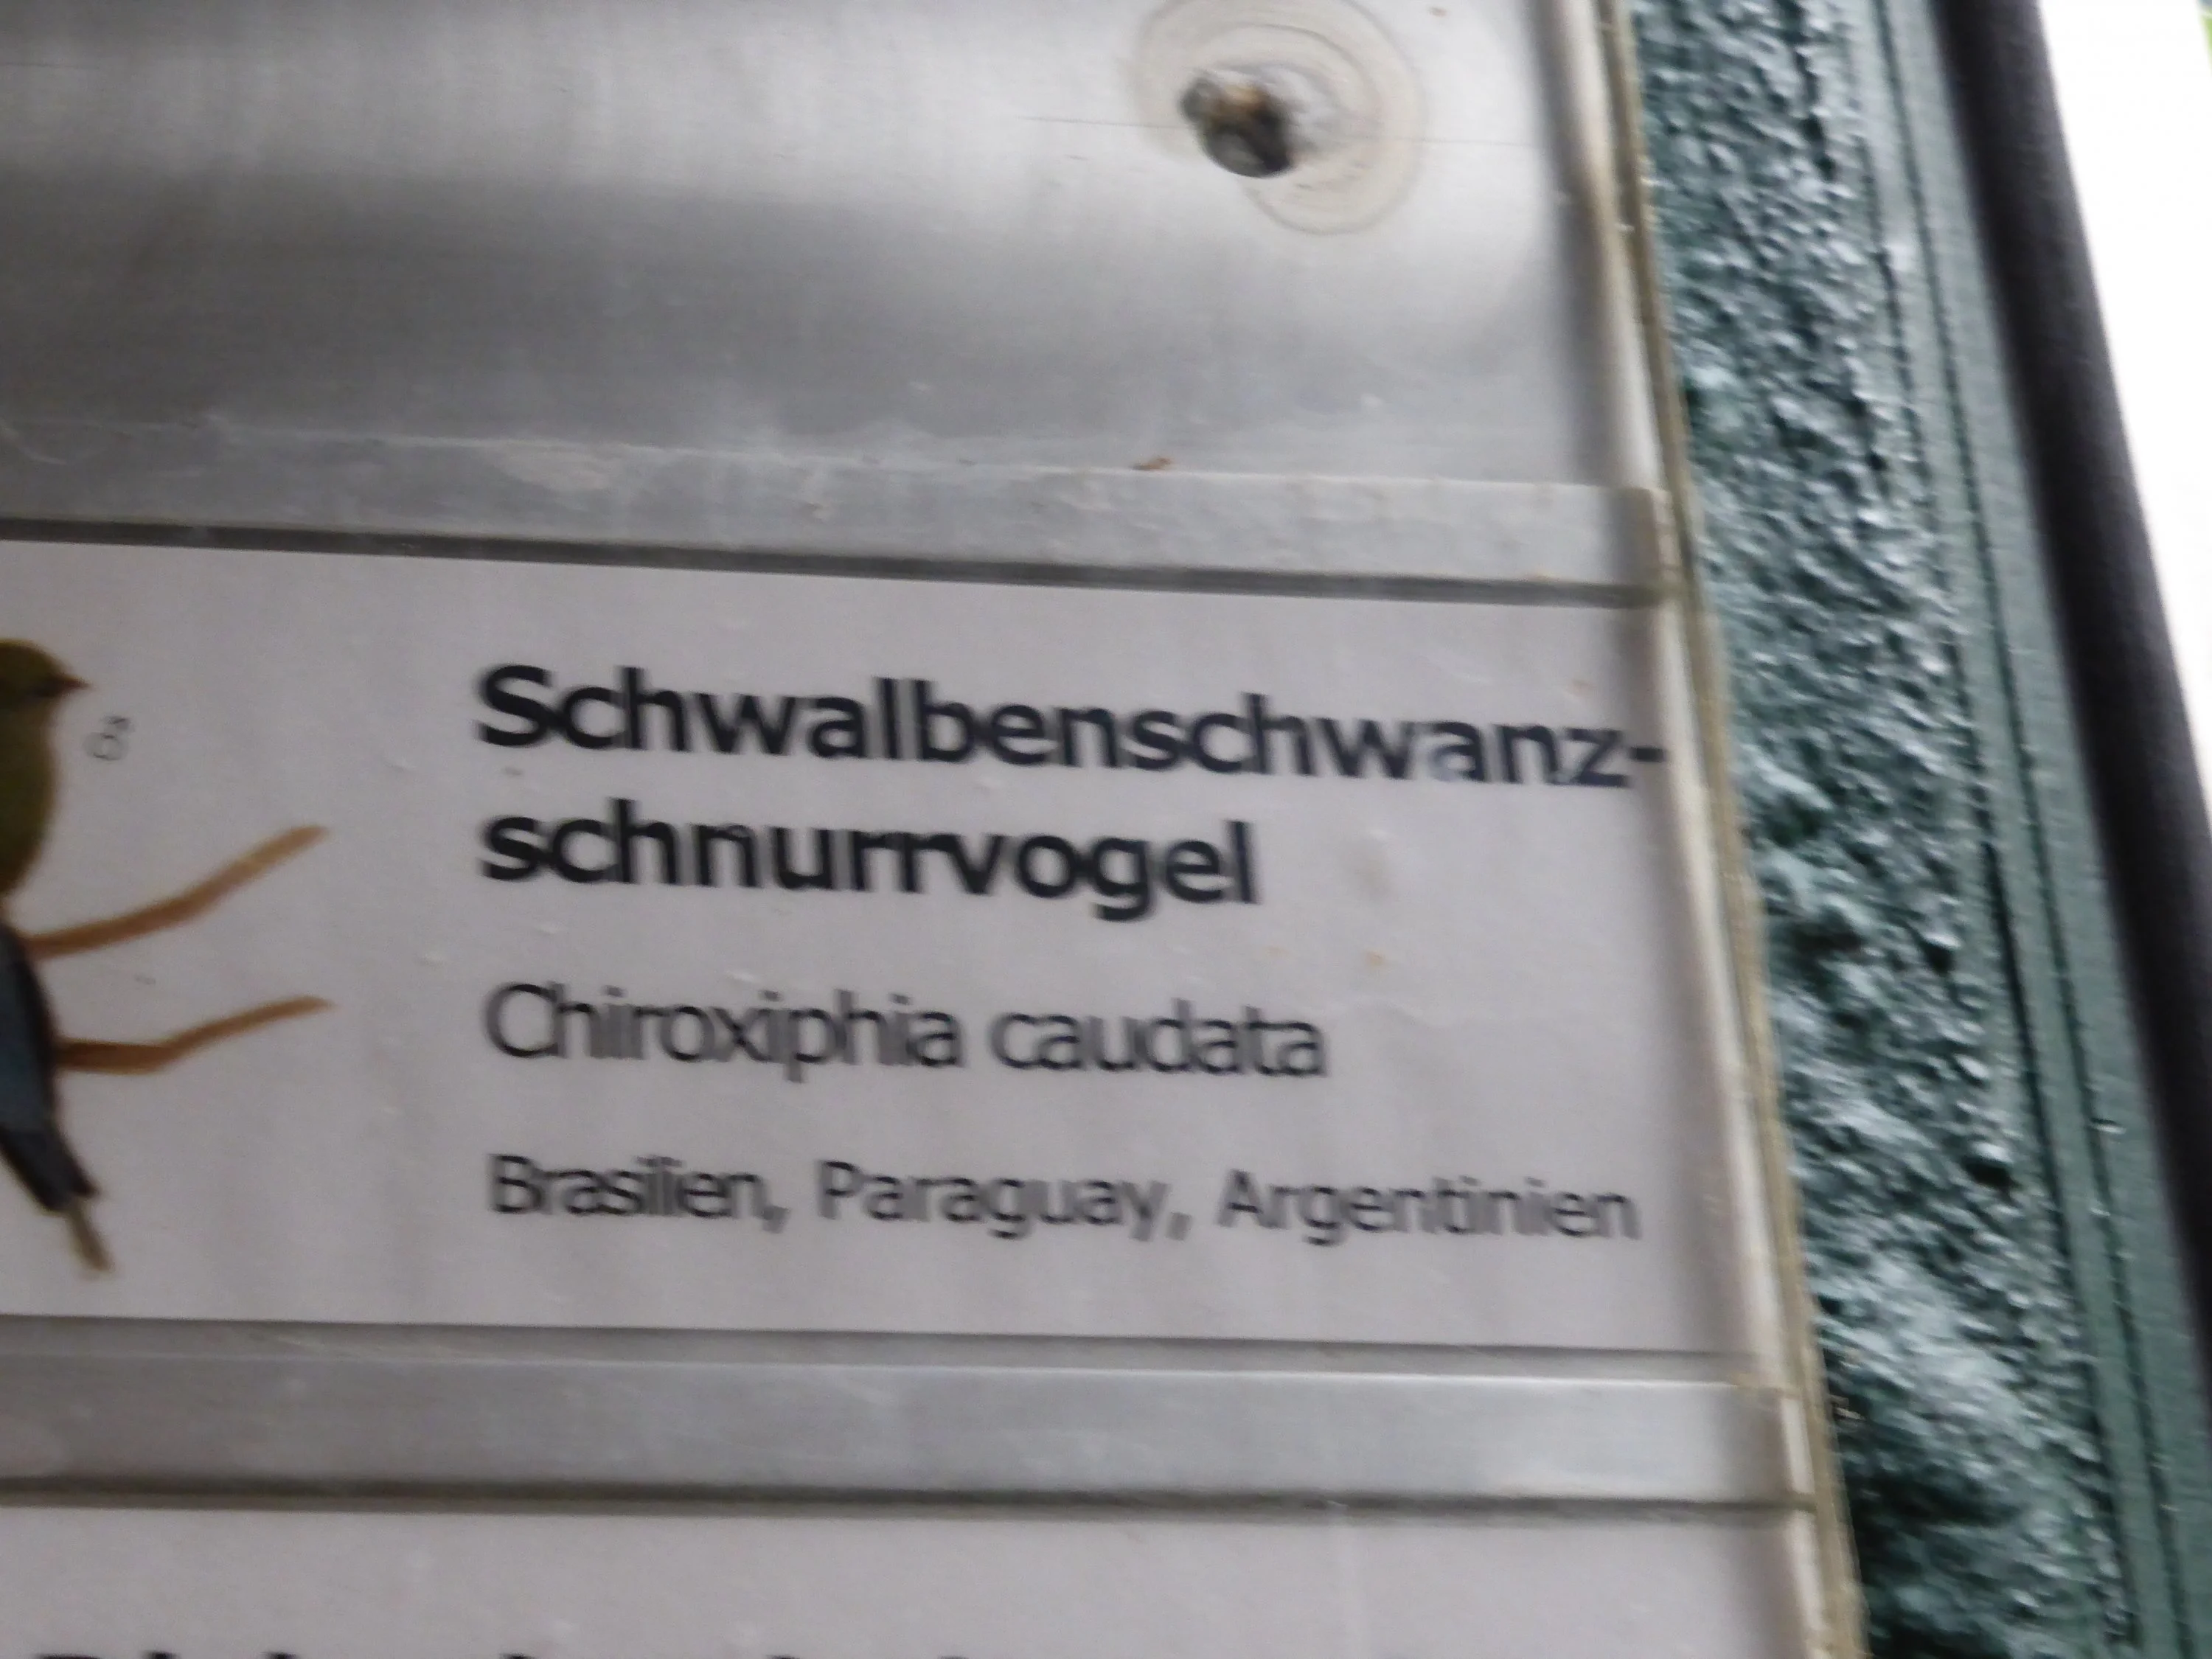 Schwalbenschwanz-
schnurrvogel
Chiroxiphia caudata
Brasilien, Paraguay, Argentinien